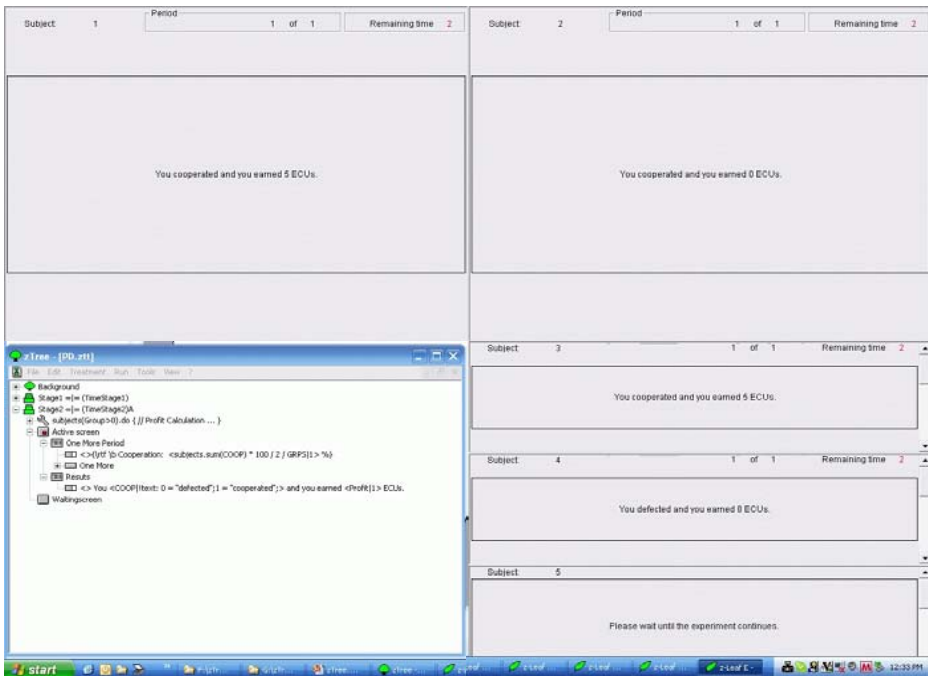 Period
Subject 1 1 of 1 Remaining time 2
You cooperated and you earned 5 ECUs.
Period
Subject 2 1 of 1 Remaining time 2
You cooperated and you earned 0 ECUs.
zTree - [PD.ztt]
File Edit Treatment Run Tools View ?
Background
Stage1 =|= (TimeStage1)
Stage2 =|= (TimeStage2)A
subjects(Group>0).do { // Profit Calculation ... }
Active screen
One More Period
<>{\rtf \b Cooperation: <subjects.sum(COOP) * 100 / 2 / GRPS|1> %}
One More
Resuts
<> You <COOP|!text: 0 = "defected";1 = "cooperated";> and you earned <Profit|1> ECUs.
Waitingscreen
Subject 3 1 of 1 Remaining time 2
You cooperated and you earned 5 ECUs.
Subject 4 1 of 1 Remaining time 2
You defected and you earned 8 ECUs.
Subject 5
Please wait until the experiment continues.
start
12:33 PM